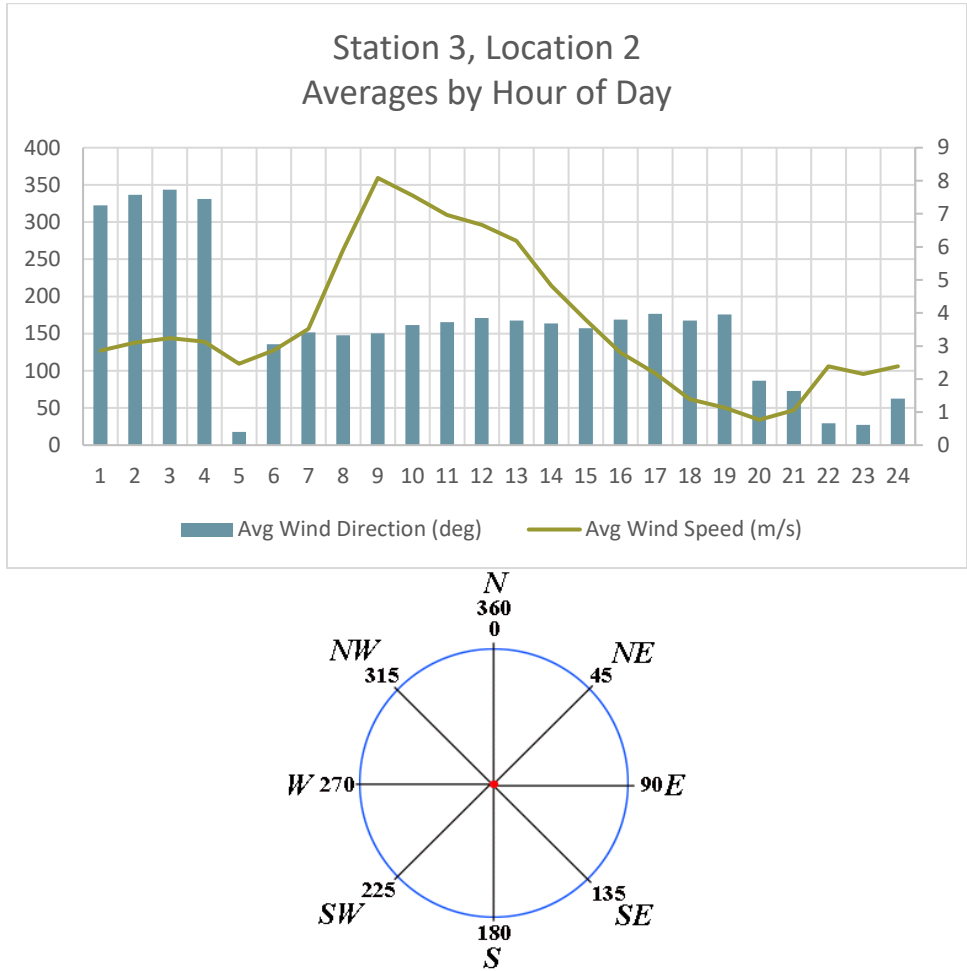 Station 3, Location 2
Averages by Hour of Day
400 9
350 8
300 7
250 6
200 5
150 4
100 3
50 2
0 1
0
1 2 3 4 5 6 7 8 9 10 11 12 13 14 15 16 17 18 19 20 21 22 23 24
Avg Wind Direction (deg) Avg Wind Speed (m/s)
N
360
0
NW NE
315 45
W 270 90 E
225 135
SW SE
180
S